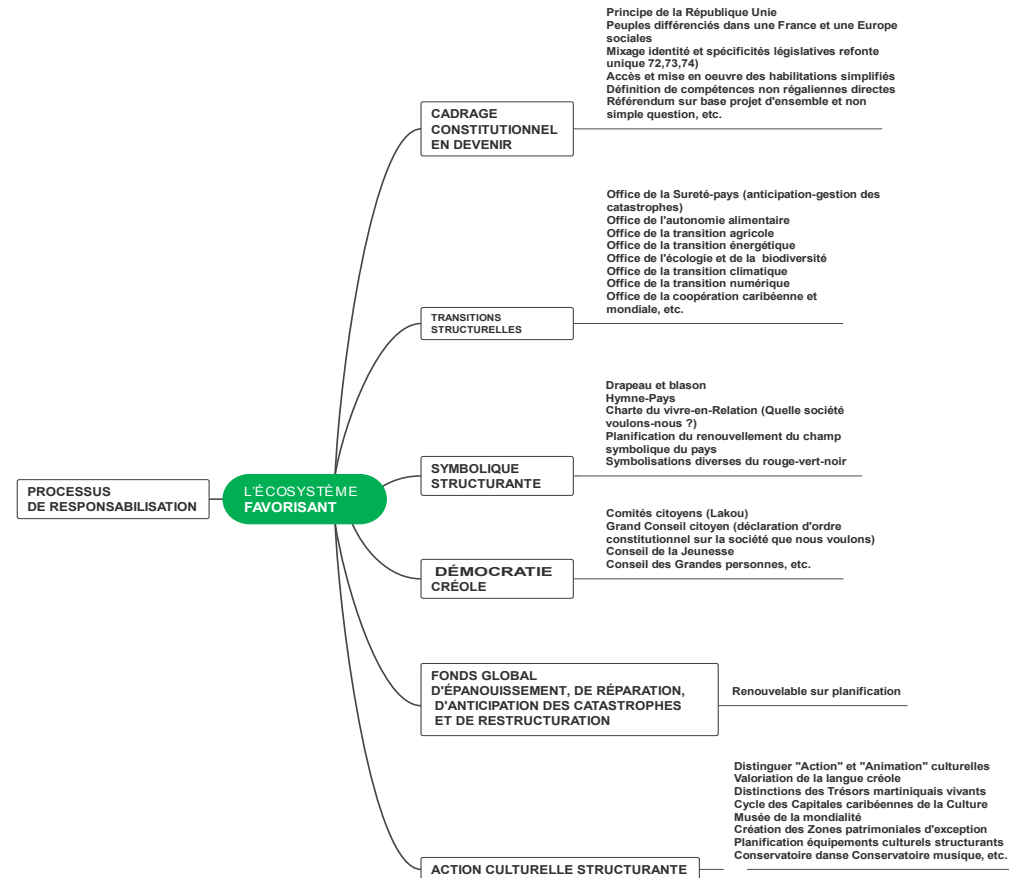 Principe de la République Unie
Peuples différenciés dans une France et une Europe
sociales
Mixage identité et spécificités législatives refonte
unique 72,73,74)
Accès et mise en oeuvre des habilitations simplifiés
Définition de compétences non régaliennes directes
Référendum sur base projet d'ensemble et non
simple question, etc.
CADRAGE
CONSTITUTIONNEL
EN DEVENIR
Office de la Sureté-pays (anticipation-gestion des
catastrophes)
Office de l'autonomie alimentaire
Office de la transition agricole
Office de la transition énergétique
Office de l'écologie et de la  biodiversité
Office de la transition climatique
Office de la transition numérique
Office de la coopération caribéenne et
mondiale, etc.
TRANSITIONS
STRUCTURELLES
Drapeau et blason
Hymne-Pays
Charte du vivre-en-Relation (Quelle société
voulons-nous ?)
Planification du renouvellement du champ
symbolique du pays
Symbolisations diverses du rouge-vert-noir
SYMBOLIQUE
STRUCTURANTE
PROCESSUS
DE RESPONSABILISATION
L'ÉCOSYSTÈME
FAVORISANT
Comités citoyens (Lakou)
Grand Conseil citoyen (déclaration d'ordre
constitutionnel sur la société que nous voulons)
Conseil de la Jeunesse
Conseil des Grandes personnes, etc.
DÉMOCRATIE
CRÉOLE
FONDS GLOBAL
D'ÉPANOUISSEMENT, DE RÉPARATION,
D'ANTICIPATION DES CATASTROPHES
ET DE RESTRUCTURATION
Renouvelable sur planification
Distinguer "Action" et "Animation" culturelles
Valoriation de la langue créole
Distinctions des Trésors martiniquais vivants
Cycle des Capitales caribéennes de la Culture
Musée de la mondialité
Création des Zones patrimoniales d'exception
Planification équipements culturels structurants
Conservatoire danse Conservatoire musique, etc.
ACTION CULTURELLE STRUCTURANTE